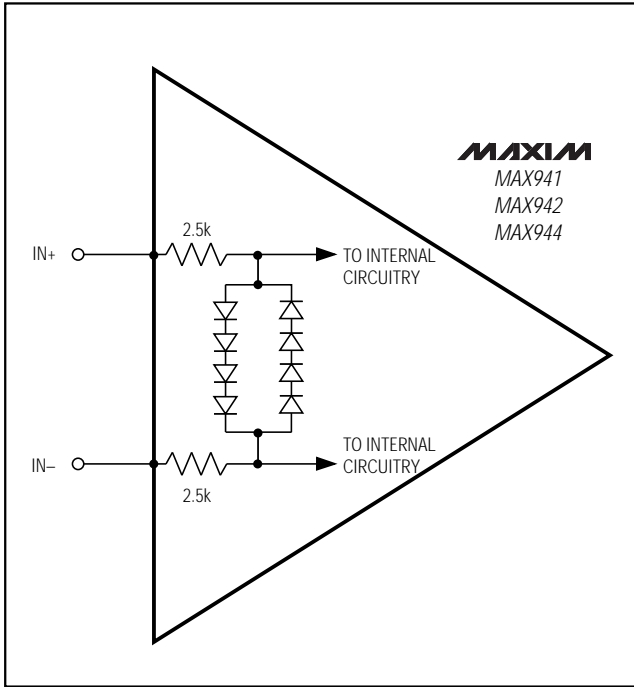 MAXIM
MAX941
MAX942
MAX944
2.5k
IN+
TO INTERNAL
CIRCUITRY
TO INTERNAL
CIRCUITRY
IN–
2.5k